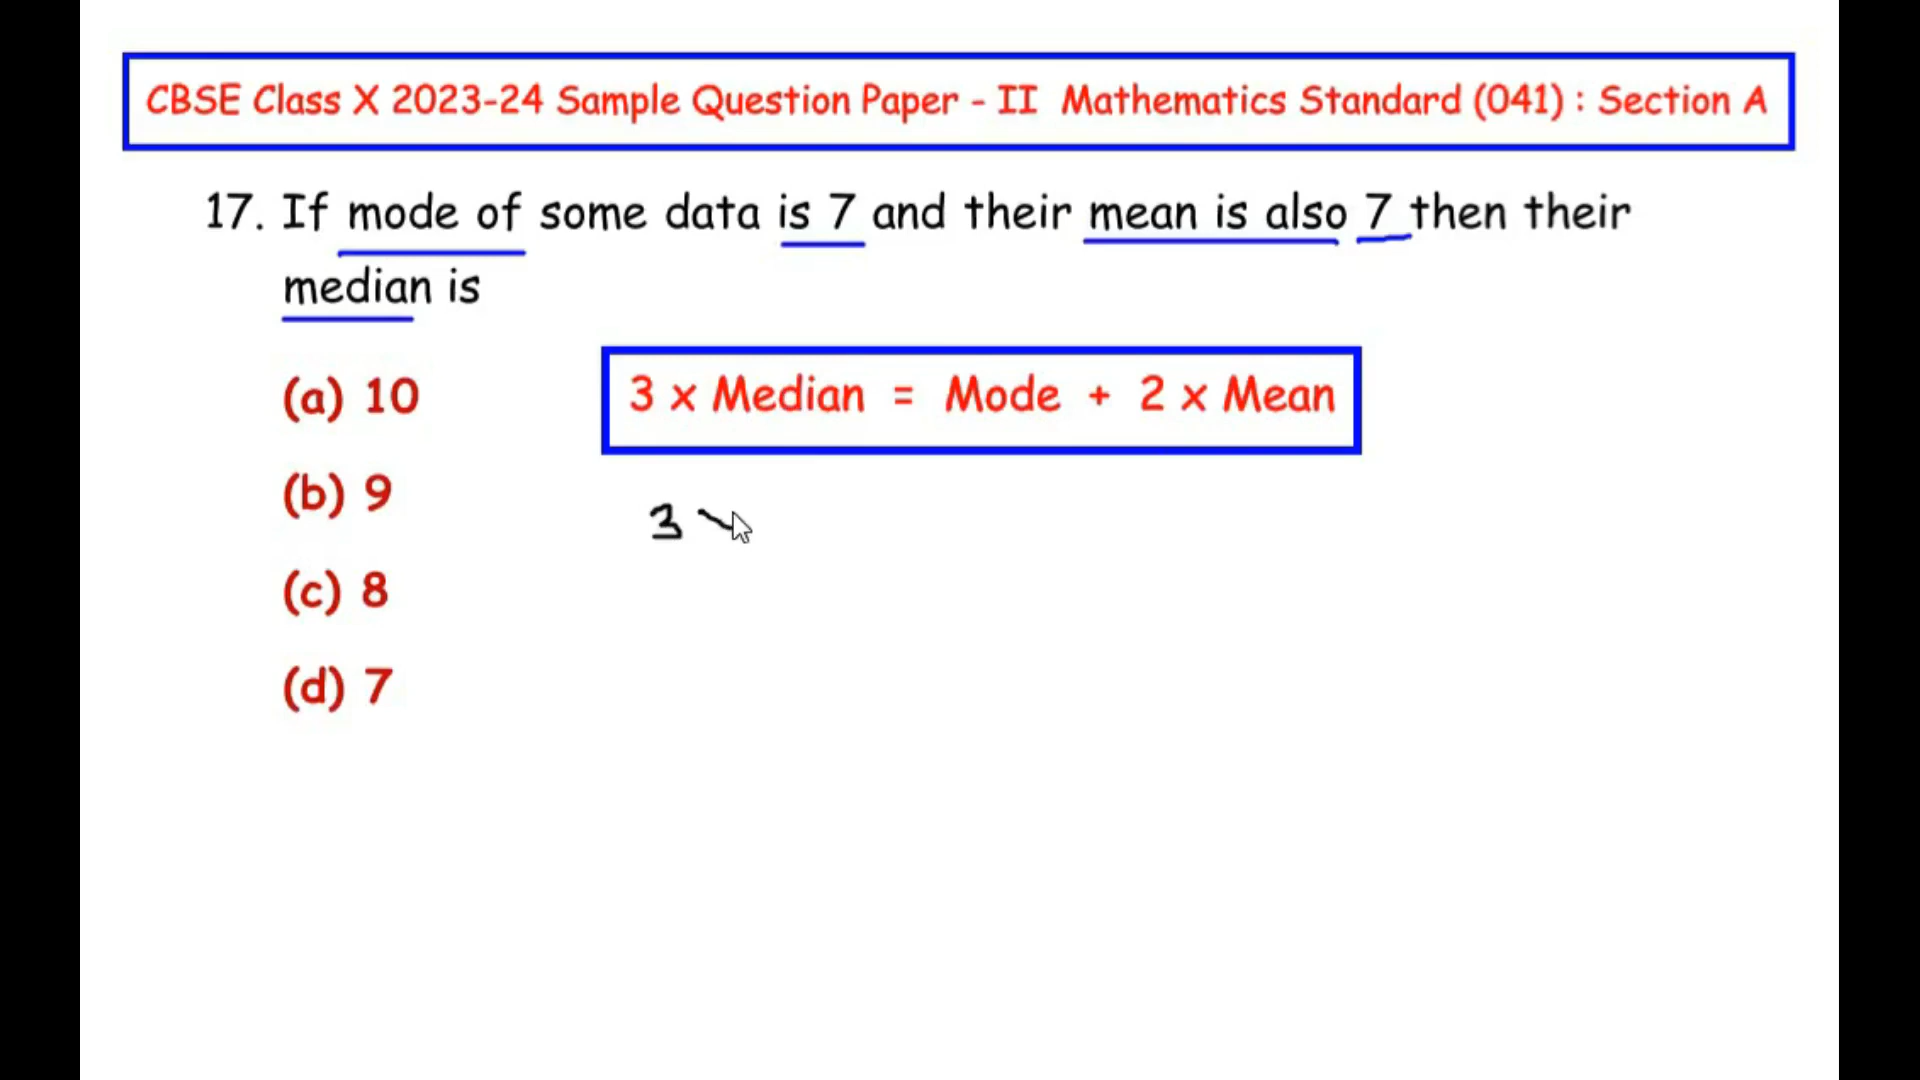 CBSE Class X 2023-24 Sample Question Paper - II Mathematics Standard (041) : Section A
17. If mode of some data is 7 and their mean is also 7 then their
median is
(a) 10
3 x Median = Mode + 2 x Mean
(b) 9
3
(c) 8
(d) 7